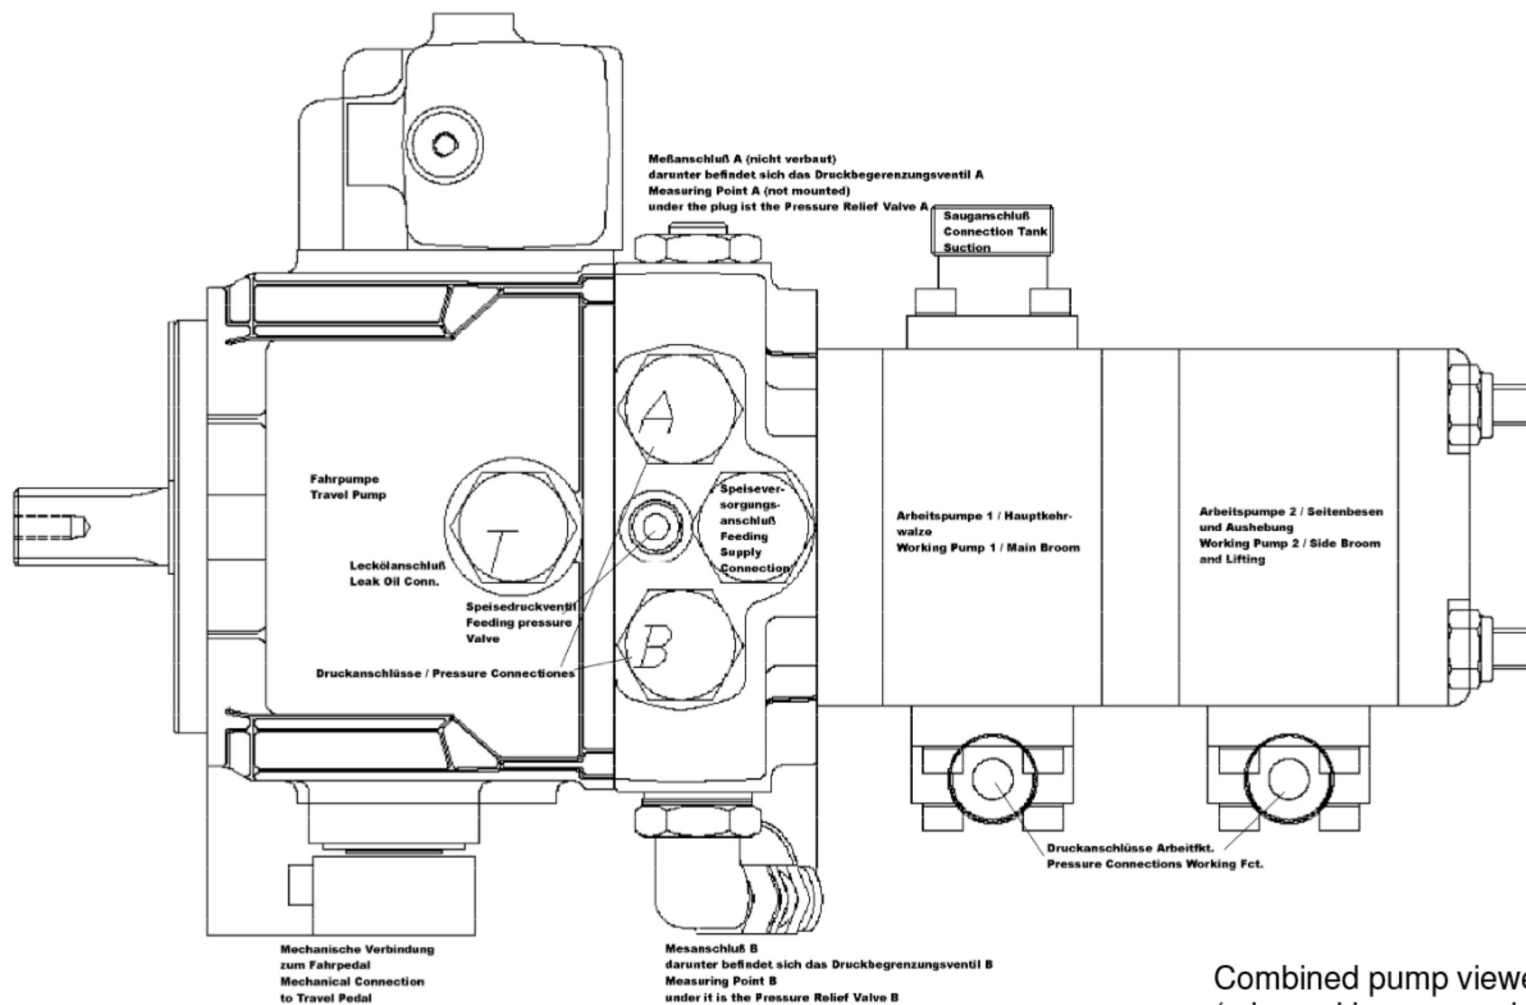 Meßanschluß A (nicht verbaut)
darunter befindet sich das Druckbegerenzungsventil A
Measuring Point A (not mounted)
under the plug ist the Pressure Relief Valve A
Sauganschluß
Connection Tank
Suction
A
Fahrpumpe
Travel Pump
Speisever-
sorgungs-
anschluß
Feeding
Supply
Connection
Arbeitspumpe 1 / Hauptkehr-
walze
Working Pump 1 / Main Broom
Arbeitspumpe 2 / Seitenbesen
und Aushebung
Working Pump 2 / Side Broom
and Lifting
T
Leckölanschluß
Leak Oil Conn.
Speisedruckventil
Feeding pressure
Valve
B
Druckanschlüsse / Pressure Connectiones
Druckanschlüsse Arbeitfkt.
Pressure Connections Working Fct.
Mechanische Verbindung
zum Fahrpedal
Mechanical Connection
to Travel Pedal
Mesanschluß B
darunter befindet sich das Druckbegrenzungsventil B
Measuring Point B
under it is the Pressure Relief Valve B
Combined pump viewe